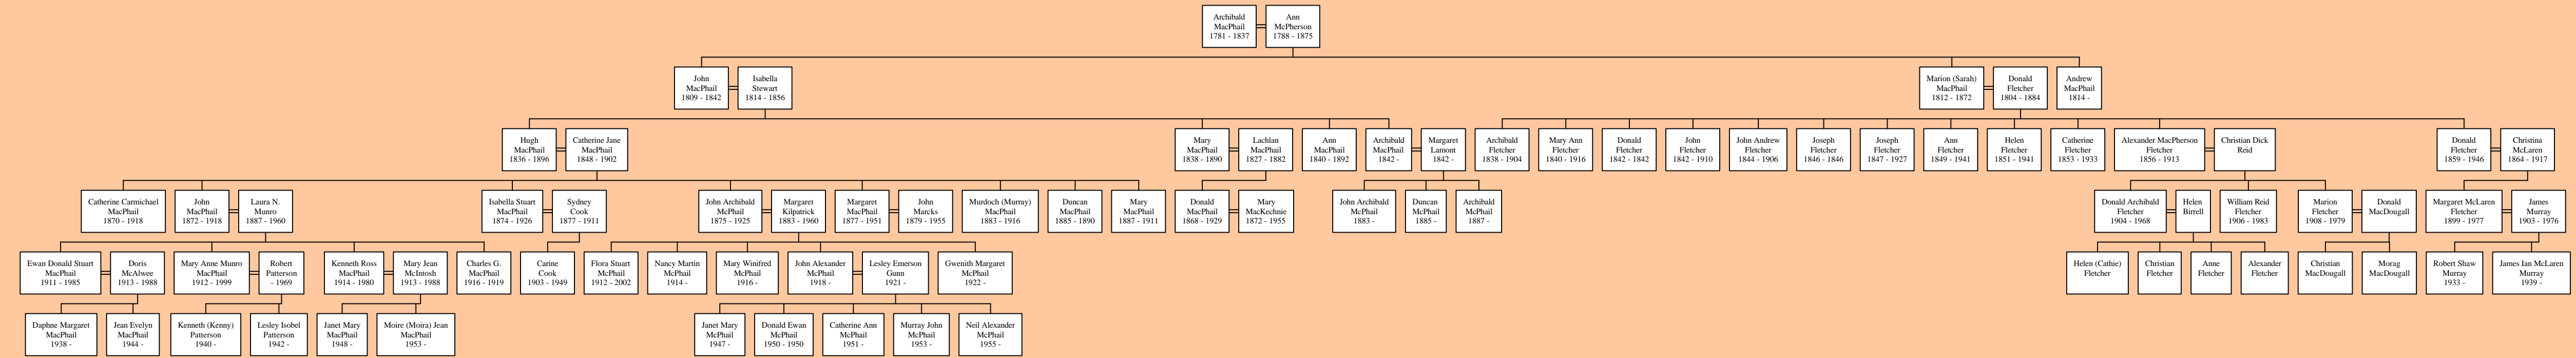 Archibald
MacPhail
1781 - 1837
Ann
McPherson
1788 - 1875
John
MacPhail
1809 - 1842
Isabella
Stewart
1814 - 1856
Marion (Sarah)
MacPhail
1812 - 1872
Donald
Fletcher
1804 - 1884
Andrew
MacPhail
1814 -
Hugh
MacPhail
1836 - 1896
Catherine Jane
MacPhail
1848 - 1902
Mary
MacPhail
1838 - 1890
Lachlan
MacPhail
1827 - 1882
Ann
MacPhail
1840 - 1892
Archibald
MacPhail
1842 -
Margaret
Lamont
1842 -
Archibald
Fletcher
1838 - 1904
Mary Ann
Fletcher
1840 - 1916
Donald
Fletcher
1842 - 1842
John
Fletcher
1842 - 1910
John Andrew
Fletcher
1844 - 1906
Joseph
Fletcher
1846 - 1846
Joseph
Fletcher
1847 - 1927
Ann
Fletcher
1849 - 1941
Helen
Fletcher
1851 - 1941
Catherine
Fletcher
1853 - 1933
Alexander MacPherson
Fletcher
1856 - 1913
Christian Dick
Reid
Donald
Fletcher
1859 - 1946
Christina
McLaren
1864 - 1917
Catherine Carmichael
MacPhail
1870 - 1918
John
MacPhail
1872 - 1918
Laura N.
Munro
1887 - 1960
Isabella Stuart
MacPhail
1874 - 1926
Sydney
Cook
1877 - 1911
John Archibald
McPhail
1875 - 1925
Margaret
Kilpatrick
1883 - 1960
Margaret
MacPhail
1877 - 1951
John
Marcks
1879 - 1955
Murdoch (Murray)
MacPhail
1883 - 1916
Duncan
MacPhail
1885 - 1890
Mary
MacPhail
1887 - 1911
Donald
MacPhail
1868 - 1929
Mary
MacKechnie
1872 - 1955
John Archibald
McPhail
1883 -
Duncan
McPhail
1885 -
Archibald
McPhail
1887 -
Donald Archibald
Fletcher
1904 - 1968
Helen
Birrell
William Reid
Fletcher
1906 - 1983
Marion
Fletcher
1908 - 1979
Donald
MacDougall
Margaret McLaren
Fletcher
1899 - 1977
James
Murray
1903 - 1976
Ewan Donald Stuart
MacPhail
1911 - 1985
Doris
McAlwee
1913 - 1988
Mary Anne Munro
MacPhail
1912 - 1999
Robert
Patterson
- 1969
Kenneth Ross
MacPhail
1914 - 1980
Mary Jean
McIntosh
1913 - 1988
Charles G.
MacPhail
1916 - 1919
Carine
Cook
1903 - 1949
Flora Stuart
McPhail
1912 - 2002
Nancy Martin
McPhail
1914 -
Mary Winifred
McPhail
1916 -
John Alexander
McPhail
1918 -
Lesley Emerson
Gunn
1921 -
Gwenith Margaret
McPhail
1922 -
Helen (Cathie)
Fletcher
Christian
Fletcher
Anne
Fletcher
Alexander
Fletcher
Christian
MacDougall
Morag
MacDougall
Robert Shaw
Murray
1933 -
James Ian McLaren
Murray
1939 -
Daphne Margaret
MacPhail
1938 -
Jean Evelyn
MacPhail
1944 -
Kenneth (Kenny)
Patterson
1940 -
Lesley Isobel
Patterson
1942 -
Janet Mary
MacPhail
1948 -
Moire (Moira) Jean
MacPhail
1953 -
Janet Mary
McPhail
1947 -
Donald Ewan
McPhail
1950 - 1950
Catherine Ann
McPhail
1951 -
Murray John
McPhail
1953 -
Neil Alexander
McPhail
1955 -